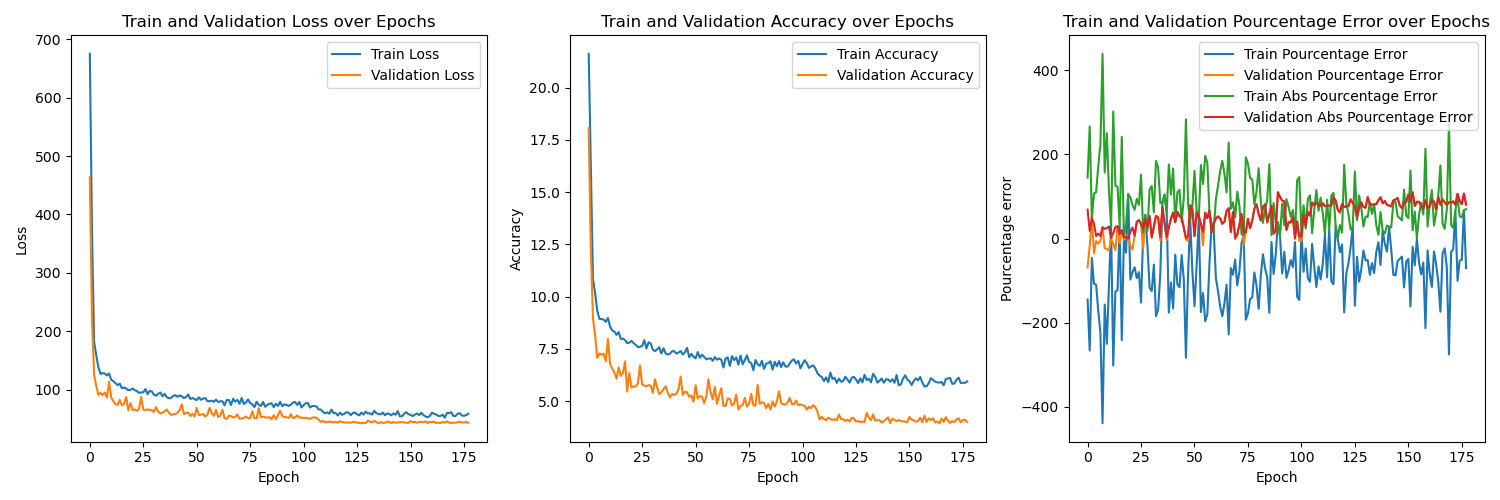 Train and Validation Loss over Epochs
700
600
500
400
300
200
100
Loss
0 25 50 75 100 125 150 175
Epoch
Train Loss
Validation Loss
Train and Validation Accuracy over Epochs
20.0
17.5
15.0
12.5
10.0
7.5
5.0
Accuracy
0 25 50 75 100 125 150 175
Epoch
Train Accuracy
Validation Accuracy
Train and Validation Pourcentage Error over Epochs
400
200
0
−200
−400
Pourcentage error
0 25 50 75 100 125 150 175
Epoch
Train Pourcentage Error
Validation Pourcentage Error
Train Abs Pourcentage Error
Validation Abs Pourcentage Error